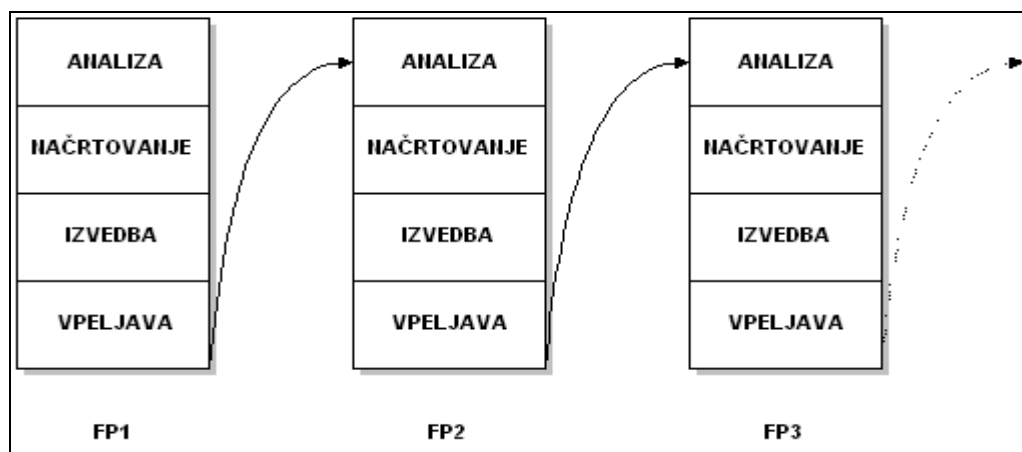 ANALIZA
NAČRTOVANJE
IZVEDBA
VPELJAVA
FP1
ANALIZA
NAČRTOVANJE
IZVEDBA
VPELJAVA
FP2
ANALIZA
NAČRTOVANJE
IZVEDBA
VPELJAVA
FP3